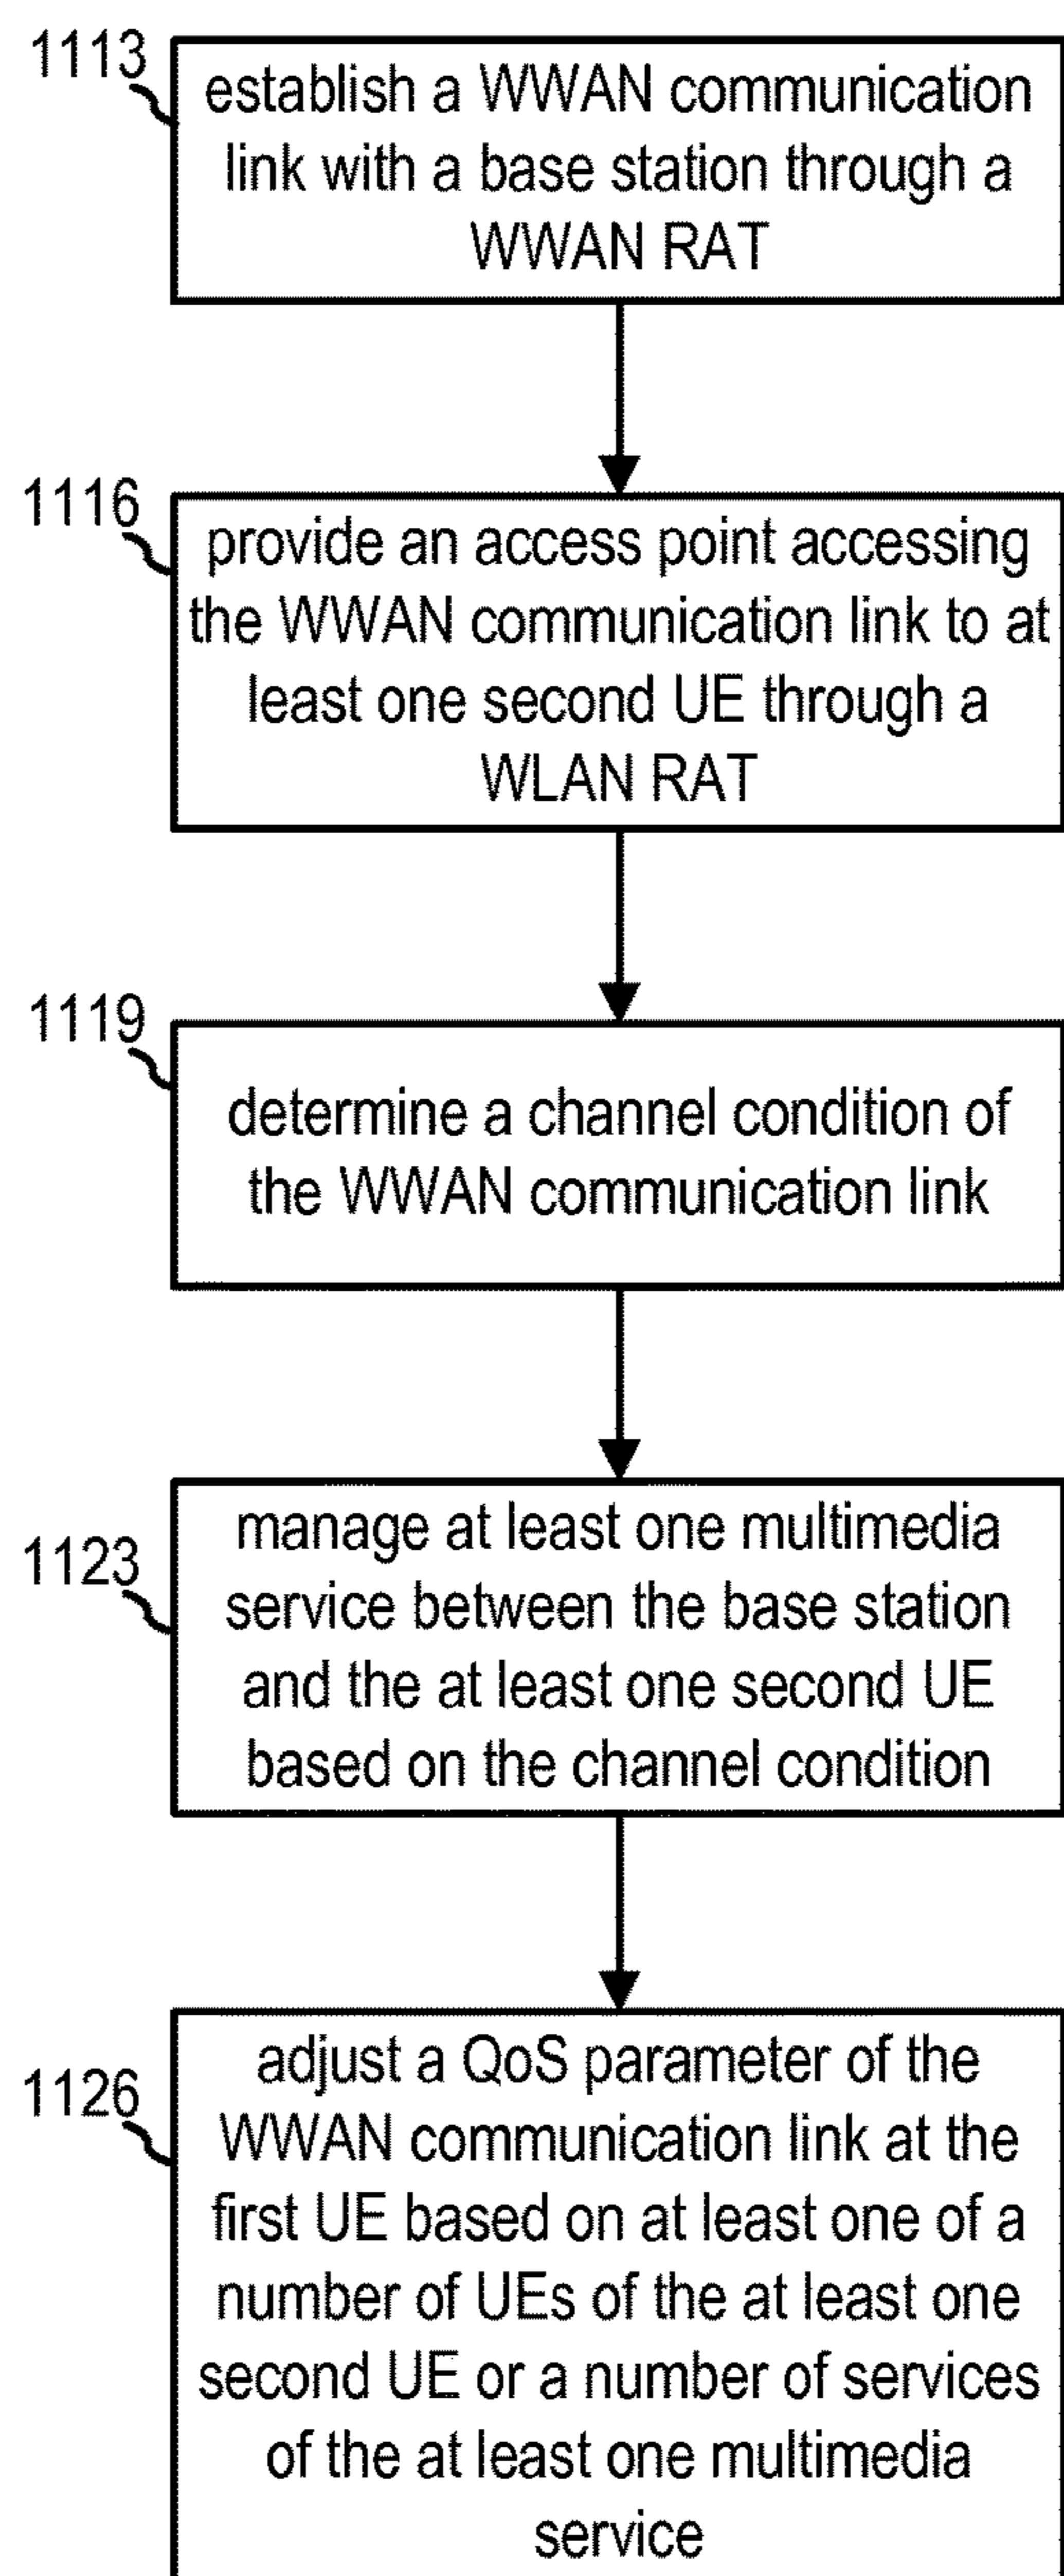 1113
establish a WWAN communication
link with a base station through a
WWAN RAT
1116
provide an access point accessing
the WWAN communication link to at
least one second UE through a
WLAN RAT
1119
determine a channel condition of
the WWAN communication link
1123
manage at least one multimedia
service between the base station
and the at least one second UE
based on the channel condition
1126
adjust a QoS parameter of the
WWAN communication link at the
first UE based on at least one of a
number of UEs of the at least one
second UE or a number of services
of the at least one multimedia
service